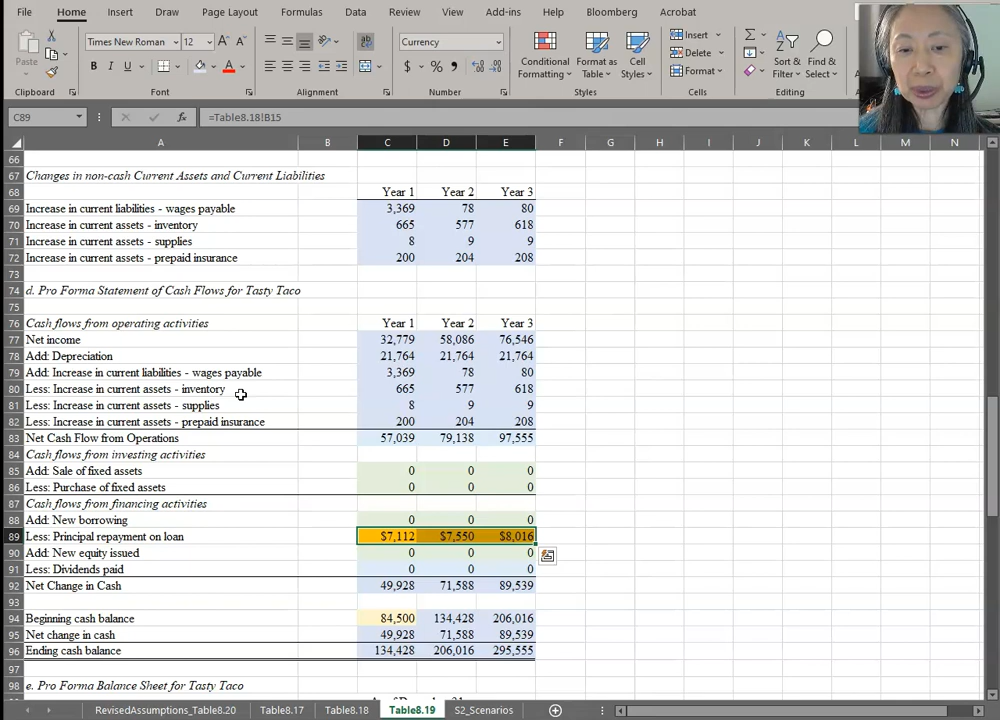 File Home Insert Draw Page Layout Formulas Data Review View Add-ins Help Bloomberg Acrobat
Times New Roman 12 Currency Insert
Paste Conditional Format as Cell Delete Sort & Find &
Formatting Table Styles Format Filter Select
Clipboard Font Alignment Number Styles Cells Editing
C89 fx =Table8.18!B15
A B C D E F G H I J K L M N
66
67 Changes in non-cash Current Assets and Current Liabilities
68 Year 1 Year 2 Year 3
69 Increase in current liabilities - wages payable 3,369 78 80
70 Increase in current assets - inventory 665 577 618
71 Increase in current assets - supplies 8 9 9
72 Increase in current assets - prepaid insurance 200 204 208
73
74 d. Pro Forma Statement of Cash Flows for Tasty Taco
75
76 Cash flows from operating activities Year 1 Year 2 Year 3
77 Net income 32,779 58,086 76,546
78 Add: Depreciation 21,764 21,764 21,764
79 Add: Increase in current liabilities - wages payable 3,369 78 80
80 Less: Increase in current assets - inventory 665 577 618
81 Less: Increase in current assets - supplies 8 9 9
82 Less: Increase in current assets - prepaid insurance 200 204 208
83 Net Cash Flow from Operations 57,039 79,138 97,555
84 Cash flows from investing activities
85 Add: Sale of fixed assets 0 0 0
86 Less: Purchase of fixed assets 0 0 0
87 Cash flows from financing activities
88 Add: New borrowing 0 0 0
89 Less: Principal repayment on loan $7,112 $7,550 $8,016
90 Add: New equity issued 0 0 0
91 Less: Dividends paid 0 0 0
92 Net Change in Cash 49,928 71,588 89,539
93
94 Beginning cash balance 84,500 134,428 206,016
95 Net change in cash 49,928 71,588 89,539
96 Ending cash balance 134,428 206,016 295,555
97
98 e. Pro Forma Balance Sheet for Tasty Taco
RevisedAssumptions_Table8.20 Table8.17 Table8.18 Table8.19 S2_Scenarios